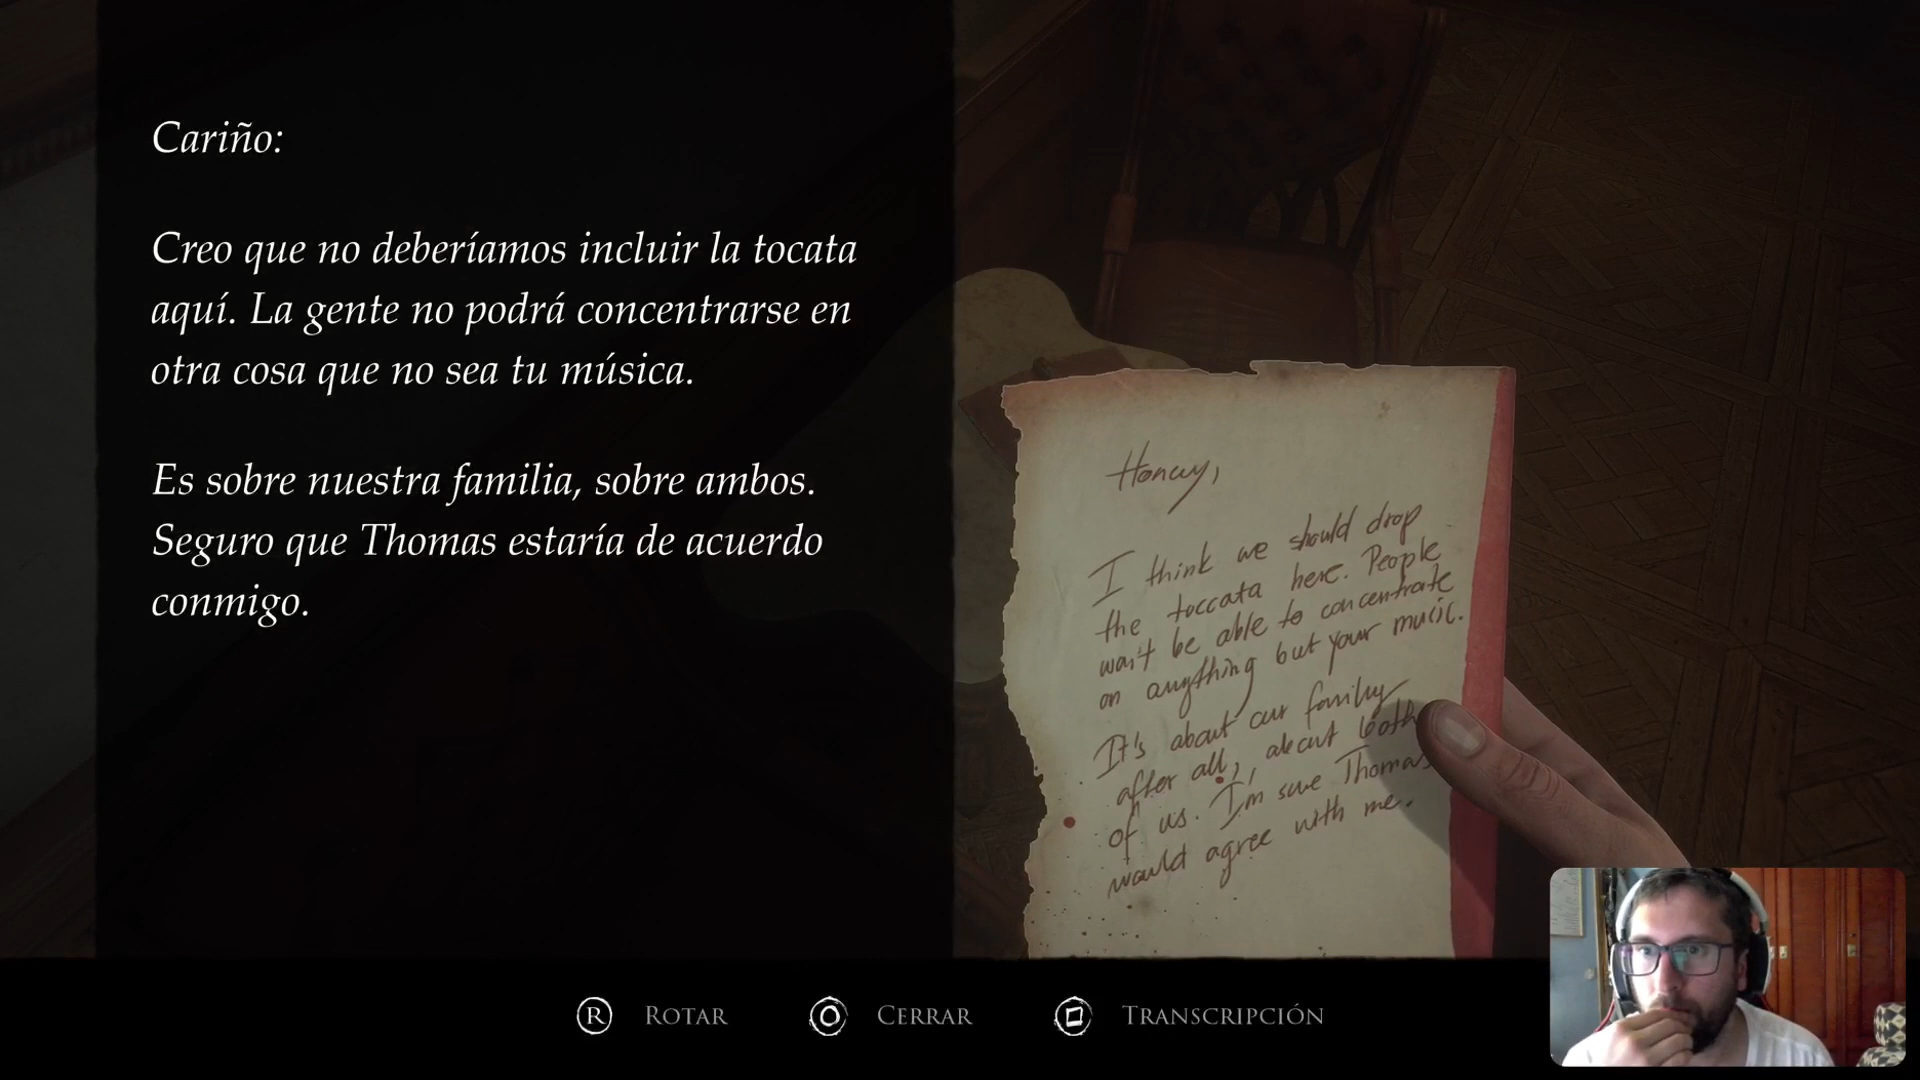 Cariño:
Creo que no deberíamos incluir la tocata
aquí. La gente no podrá concentrarse en
otra cosa que no sea tu música.
Es sobre nuestra familia, sobre ambos.
Seguro que Thomas estaría de acuerdo
conmigo.
Honey,
I think we should drop
the toccata here. People
won't be able to concentrate
on anything but your music.
It's about our family
after all, about both
of us. I'm sure Thomas
would agree with me.
R ROTAR CERRAR TRANSCRIPCIÓN